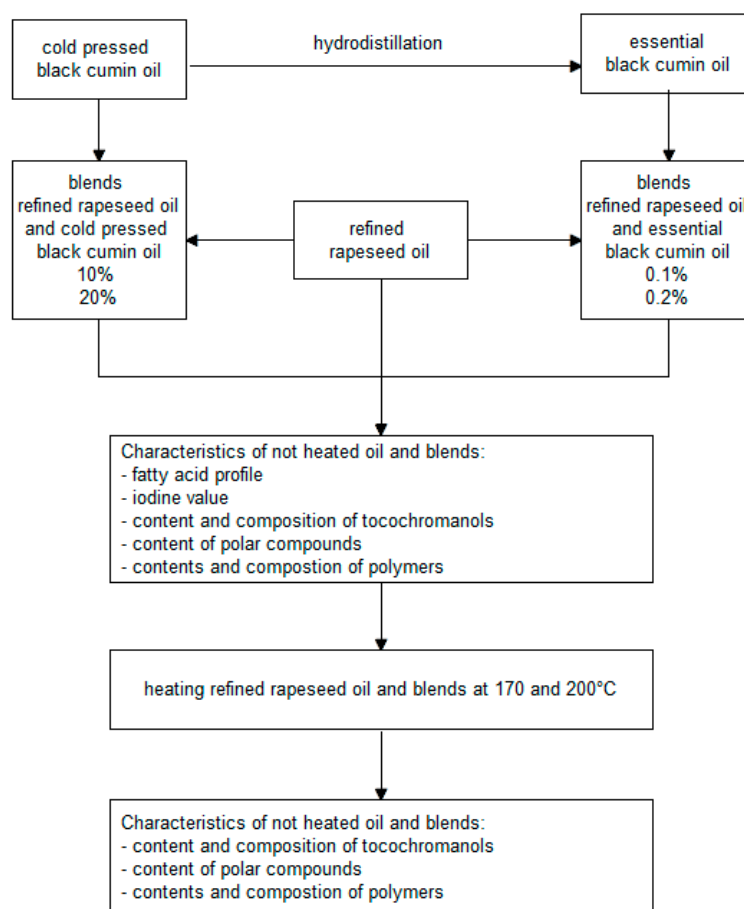 cold pressed
black cumin oil
hydrodistillation
essential
black cumin oil
blends
refined rapeseed oil
and cold pressed
black cumin oil
10%
20%
refined
rapeseed oil
blends
refined rapeseed oil
and essential
black cumin oil
0.1%
0.2%
Characteristics of not heated oil and blends:
- fatty acid profile
- iodine value
- content and composition of tocochromanols
- content of polar compounds
- contents and compostion of polymers
heating refined rapeseed oil and blends at 170 and 200°C
Characteristics of not heated oil and blends:
- content and composition of tocochromanols
- content of polar compounds
- contents and compostion of polymers